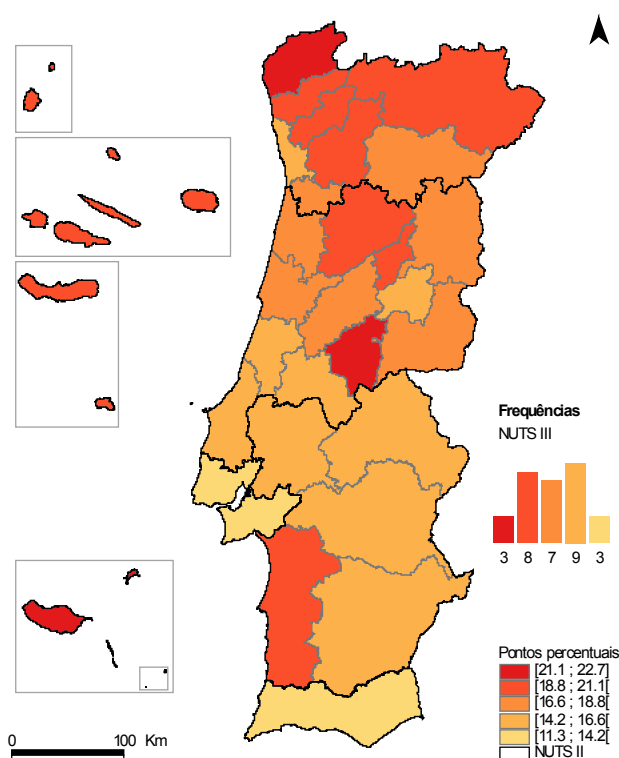 Frequências
NUTS III
3 8 7 9 3
Pontos percentuais
[21.1 ; 22.7]
[18.8 ; 21.1[
[16.6 ; 18.8[
[14.2 ; 16.6[
[11.3 ; 14.2[
NUTS II
0 100 Km